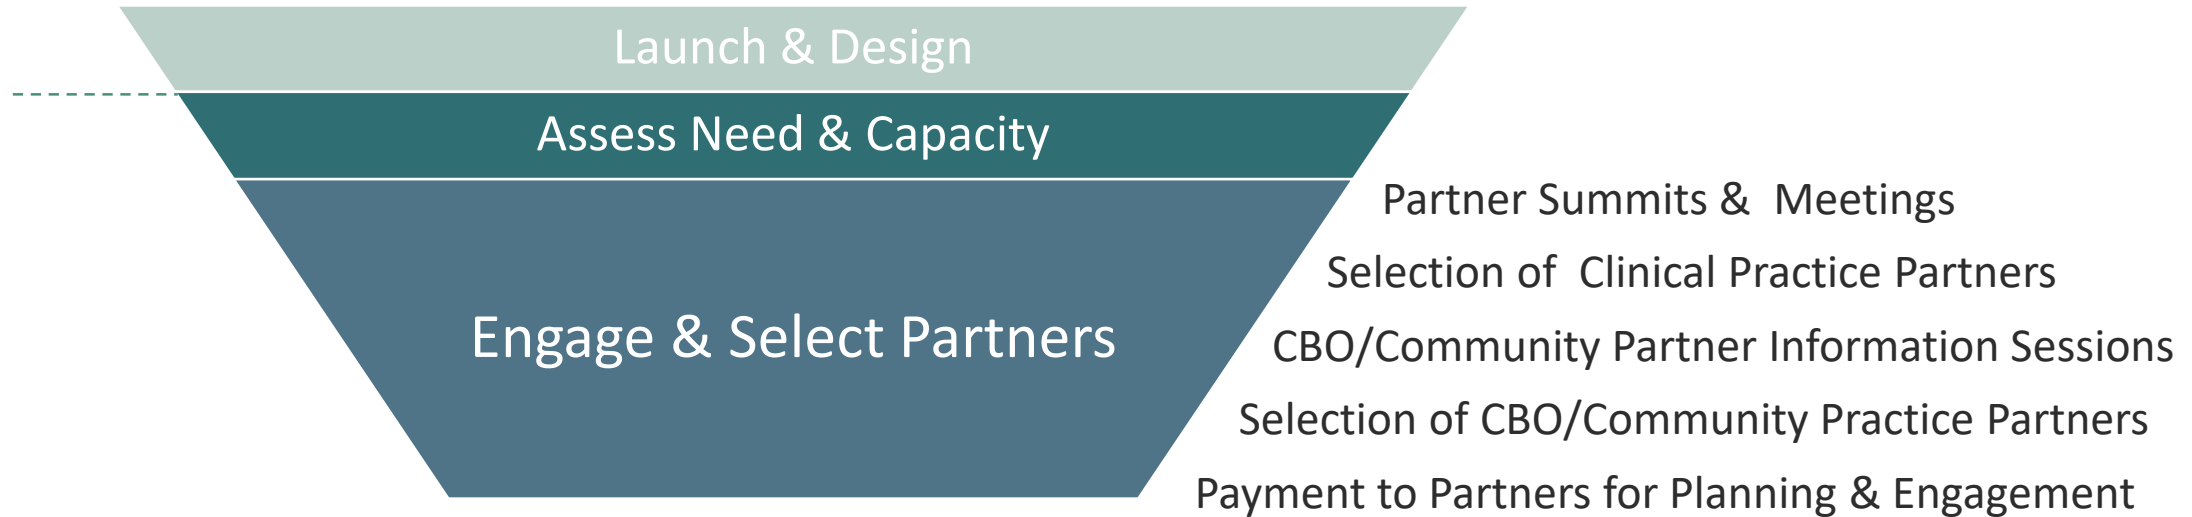 Launch & Design
Assess Need & Capacity
Engage & Select Partners
Partner Summits &  Meetings
Selection of  Clinical Practice Partners
CBO/Community Partner Information Sessions
Selection of CBO/Community Practice Partners
Payment to Partners for Planning & Engagement